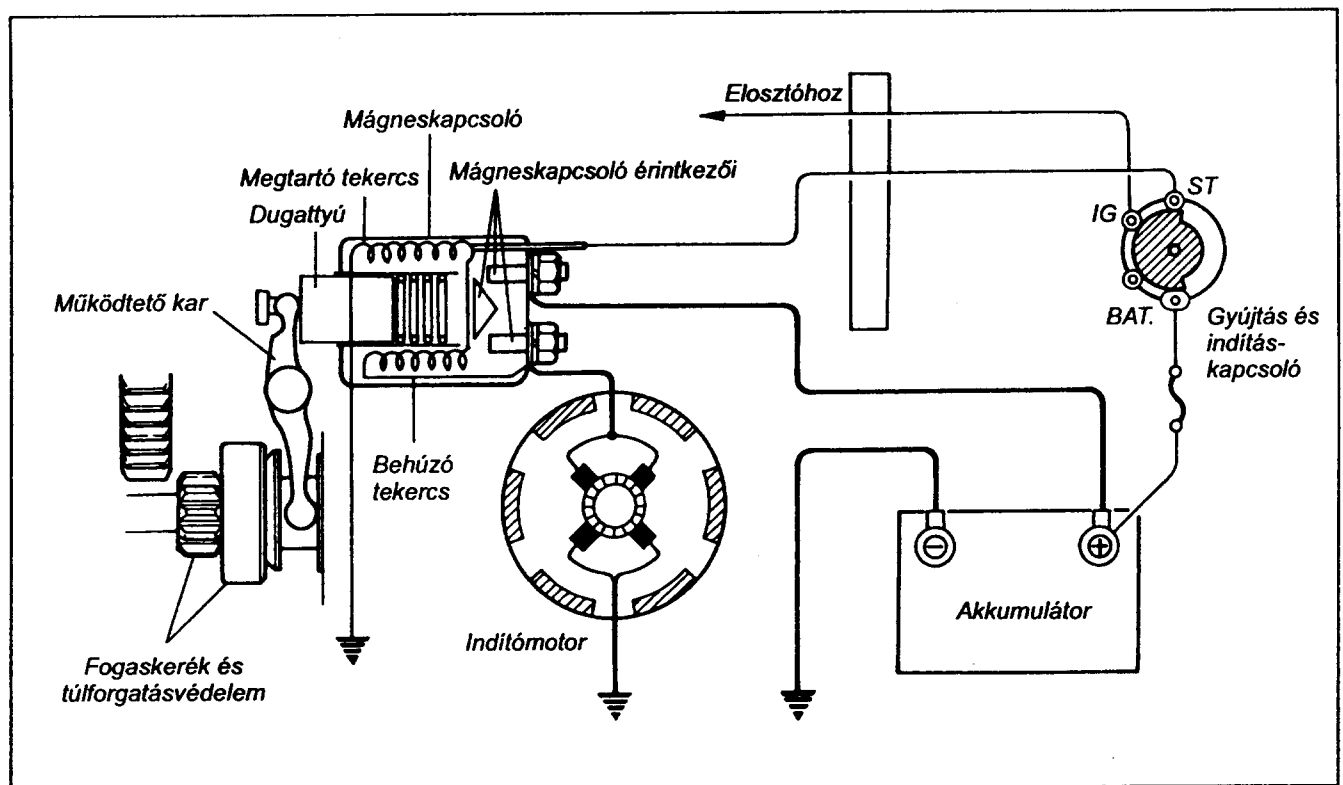 Elosztóhoz
Mágneskapcsoló
Megtartó tekercs
Mágneskapcsoló érintkezői
Dugattyú
Működtető kar
ST
IG
BAT.
Gyújtás és
indítás-
kapcsoló
Behúzó
tekercs
Indítómotor
Akkumulátor
Fogaskerék és
túlforgatásvédelem